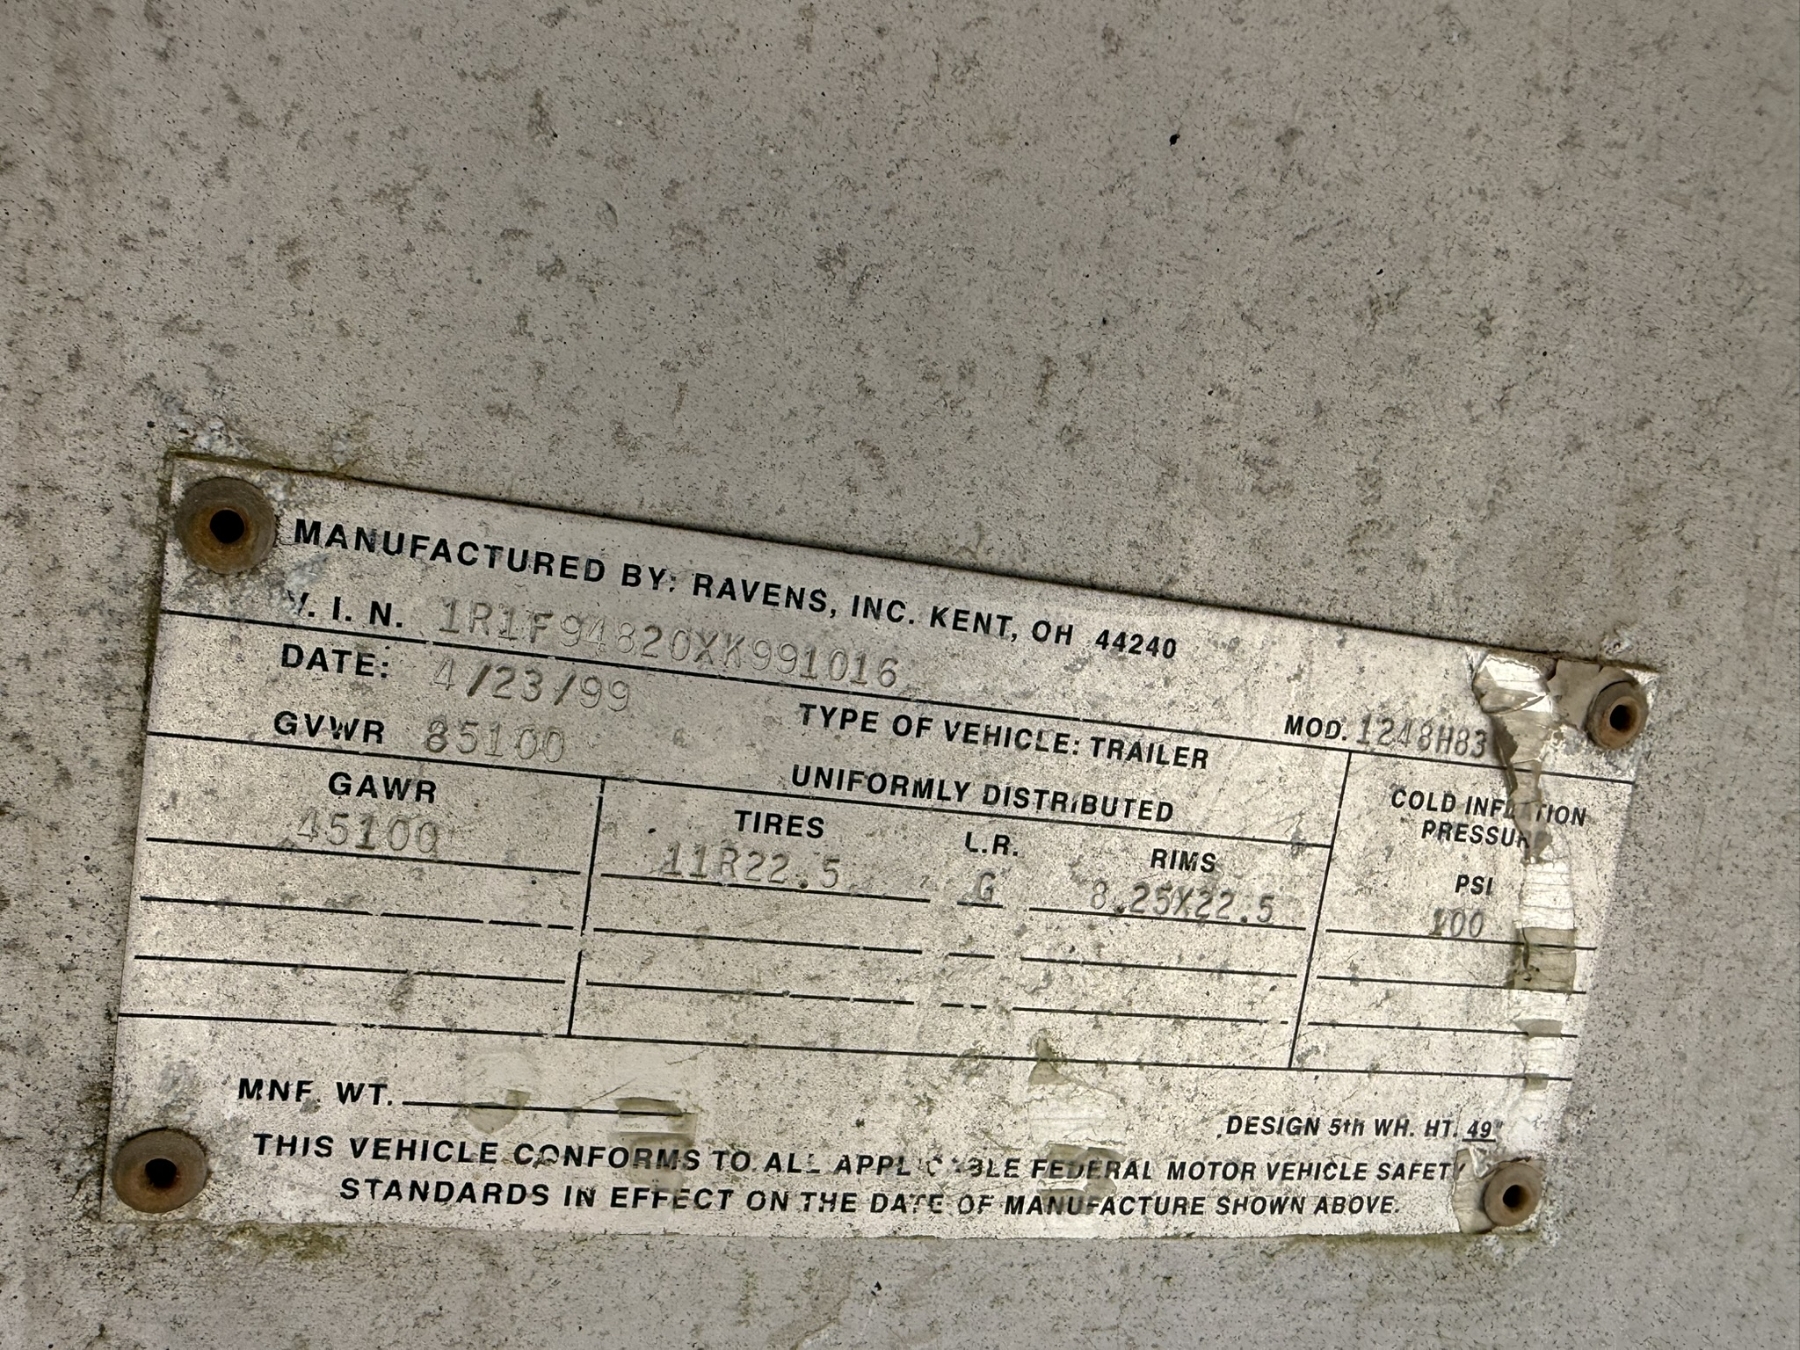 MANUFACTURED BY: RAVENS, INC. KENT, OH 44240
V. I. N. 1R1F94820XK991016
MOD. 1248H83
DATE: 4/23/99
TYPE OF VEHICLE: TRAILER
GVWR 85100
UNIFORMLY DISTRIBUTED
COLD INFLATION
PRESSURE
GAWR TIRES L.R. RIMS PSI
45100 11R22.5 G 8.25X22.5 100
MNF. WT.
DESIGN 5th WH. HT. 49"
THIS VEHICLE CONFORMS TO ALL APPLICABLE FEDERAL MOTOR VEHICLE SAFETY
STANDARDS IN EFFECT ON THE DATE OF MANUFACTURE SHOWN ABOVE.